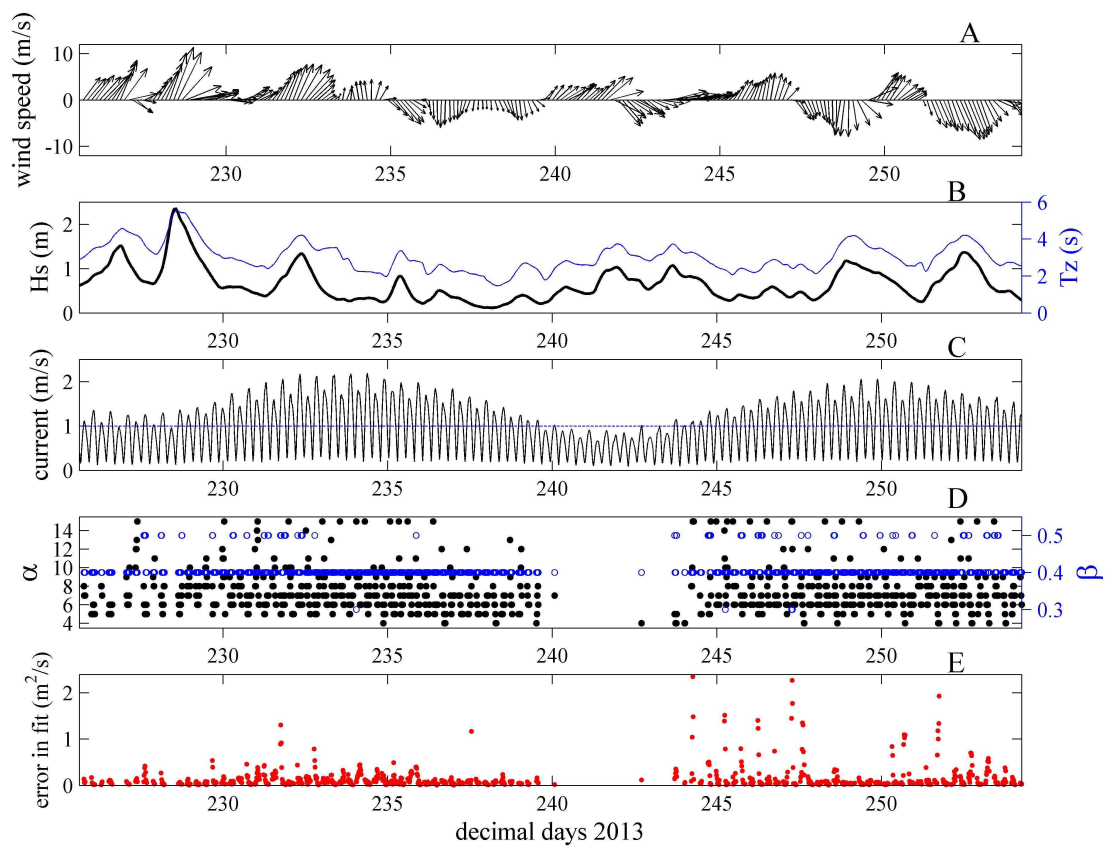 A
wind speed (m/s)
10
0
-10
230 235 240 245 250
B
Hs (m)
2
1
0
6
4
2
0
Tz (s)
230 235 240 245 250
C
current (m/s)
2
1
0
230 235 240 245 250
D
α
14
12
10
8
6
4
0.5
0.4
0.3
β
230 235 240 245 250
E
error in fit (m²/s)
2
1
0
230 235 240 245 250
decimal days 2013